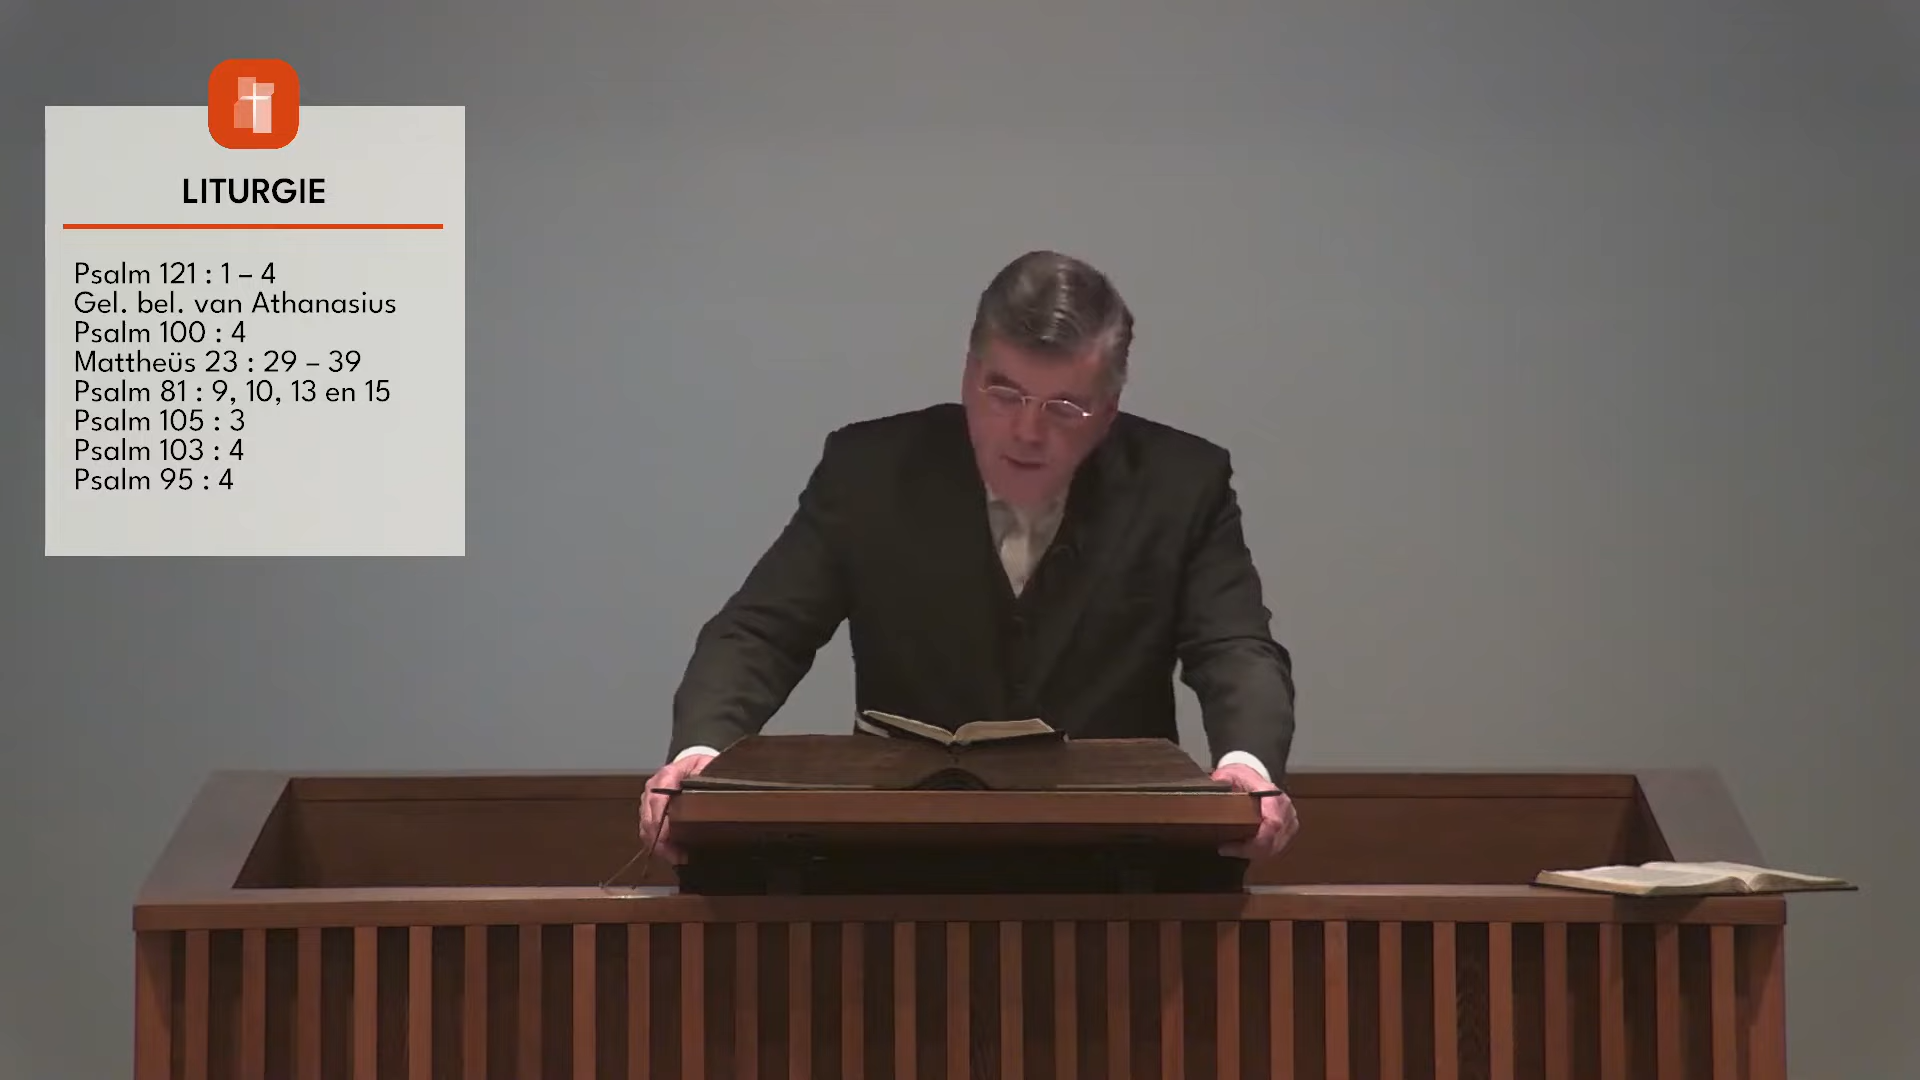 LITURGIE
Psalm 121 : 1 – 4
Gel. bel. van Athanasius
Psalm 100 : 4
Mattheüs 23 : 29 – 39
Psalm 81 : 9, 10, 13 en 15
Psalm 105 : 3
Psalm 103 : 4
Psalm 95 : 4